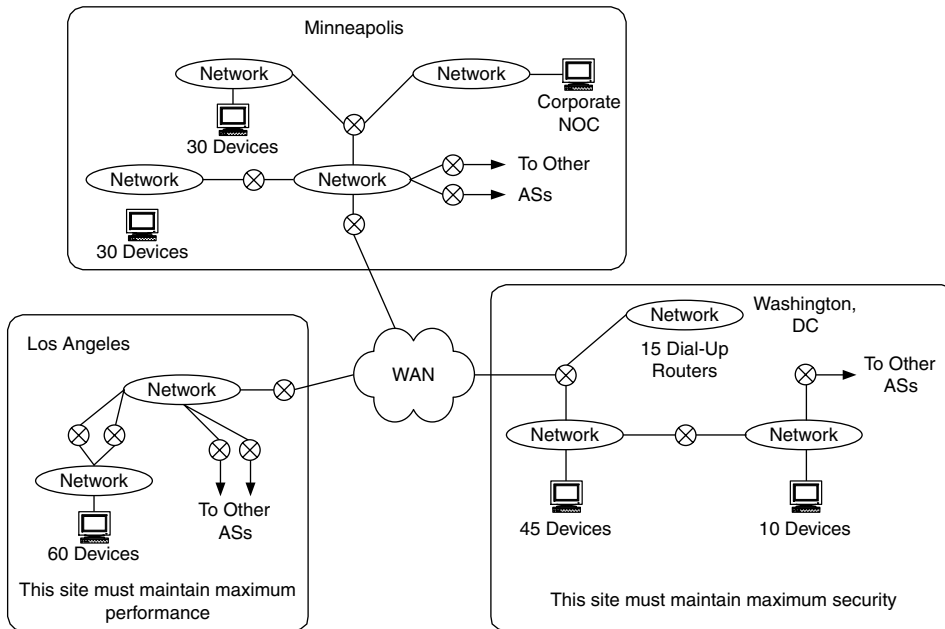 Minneapolis
Network
Network
Corporate
NOC
30 Devices
To Other
Network
Network
ASs
30 Devices
Washington,
DC
Network
15 Dial-Up
Routers
To Other
ASs
Los Angeles
WAN
Network
Network
Network
Network
To Other
ASs
60 Devices
45 Devices
10 Devices
This site must maintain maximum
performance
This site must maintain maximum security